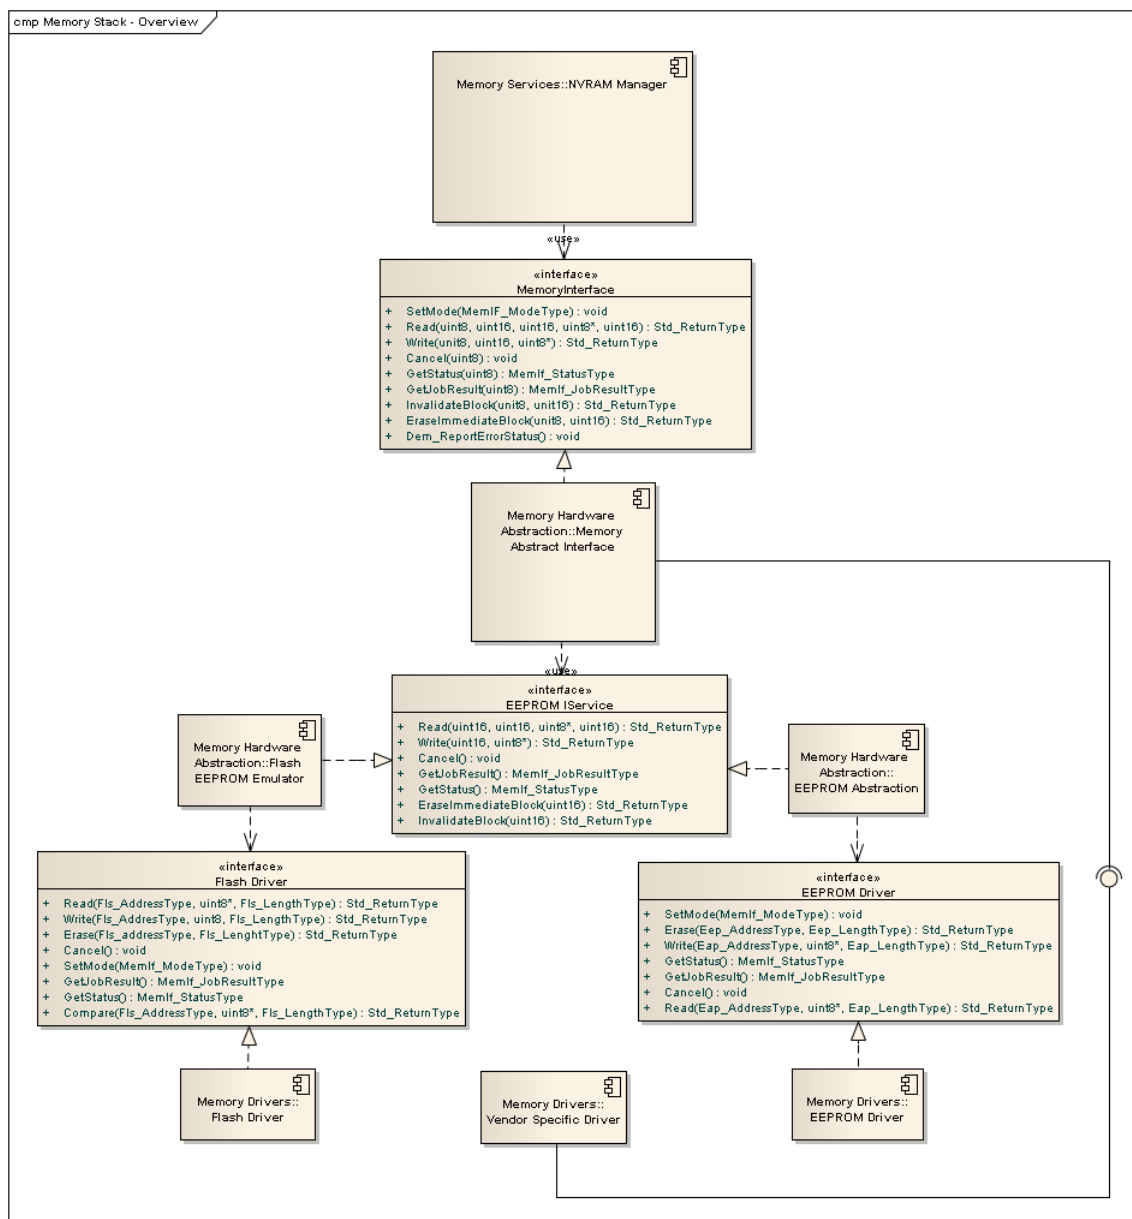 cmp Memory Stack - Overview
Memory Services::NVRAM Manager
«use»
«interface»
MemoryInterface
+ SetMode(MemIF_ModeType) : void
+ Read(uint8, uint16, uint16, uint8*, uint16) : Std_ReturnType
+ Write(unit8, uint16, uint8*) : Std_ReturnType
+ Cancel(uint8) : void
+ GetStatus(uint8) : MemIf_StatusType
+ GetJobResult(uint8) : MemIf_JobResultType
+ InvalidateBlock(unit8, unit16) : Std_ReturnType
+ EraseImmediateBlock(unit8, uint16) : Std_ReturnType
+ Dem_ReportErrorStatus() : void
Memory Hardware
Abstraction::Memory
Abstract Interface
«use»
«interface»
EEPROM IService
+ Read(uint16, uint16, uint8*, uint16) : Std_ReturnType
+ Write(uint16, uint8*) : Std_ReturnType
+ Cancel() : void
+ GetJobResult() : MemIf_JobResultType
+ GetStatus() : MemIf_StatusType
+ EraseImmediateBlock(uint16) : Std_ReturnType
+ InvalidateBlock(uint16) : Std_ReturnType
Memory Hardware
Abstraction::Flash
EEPROM Emulator
Memory Hardware
Abstraction::
EEPROM Abstraction
«interface»
Flash Driver
+ Read(Fls_AddressType, uint8*, Fls_LengthType) : Std_ReturnType
+ Write(Fls_AddresType, uint8, Fls_LengthType) : Std_ReturnType
+ Erase(Fls_addressType, Fls_LenghtType) : Std_ReturnType
+ Cancel() : void
+ SetMode(MemIf_ModeType) : void
+ GetJobResult() : MemIf_JobResultType
+ GetStatus() : MemIf_StatusType
+ Compare(Fls_AddressType, uint8*, Fls_LengthType) : Std_ReturnType
«interface»
EEPROM Driver
+ SetMode(MemIf_ModeType) : void
+ Erase(Eep_AddressType, Eep_LengthType) : Std_ReturnType
+ Write(Eap_AddressType, uint8*, Eap_LengthType) : Std_ReturnType
+ GetStatus() : MemIf_StatusType
+ GetJobResult() : MemIf_JobResultType
+ Cancel() : void
+ Read(Eap_AddressType, uint8*, Eap_LengthType) : Std_ReturnType
Memory Drivers::
Flash Driver
Memory Drivers::
Vendor Specific Driver
Memory Drivers::
EEPROM Driver